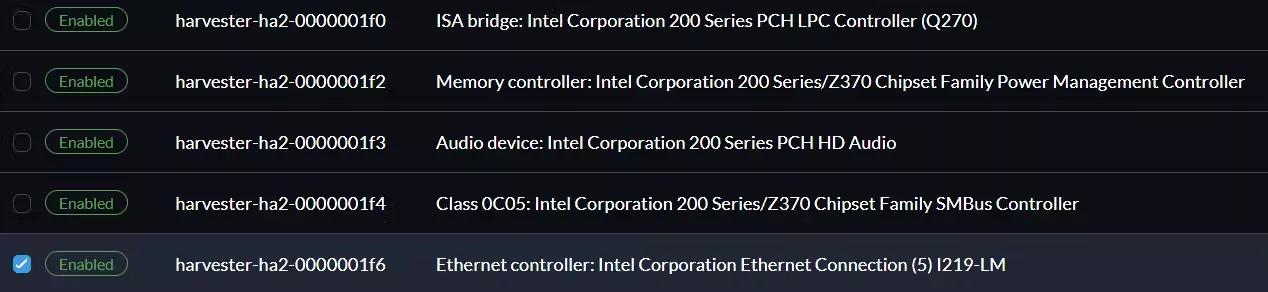 Enabled harvester-ha2-0000001f0 ISA bridge: Intel Corporation 200 Series PCH LPC Controller (Q270)
Enabled harvester-ha2-0000001f2 Memory controller: Intel Corporation 200 Series/Z370 Chipset Family Power Management Controller
Enabled harvester-ha2-0000001f3 Audio device: Intel Corporation 200 Series PCH HD Audio
Enabled harvester-ha2-0000001f4 Class 0C05: Intel Corporation 200 Series/Z370 Chipset Family SMBus Controller
Enabled harvester-ha2-0000001f6 Ethernet controller: Intel Corporation Ethernet Connection (5) I219-LM